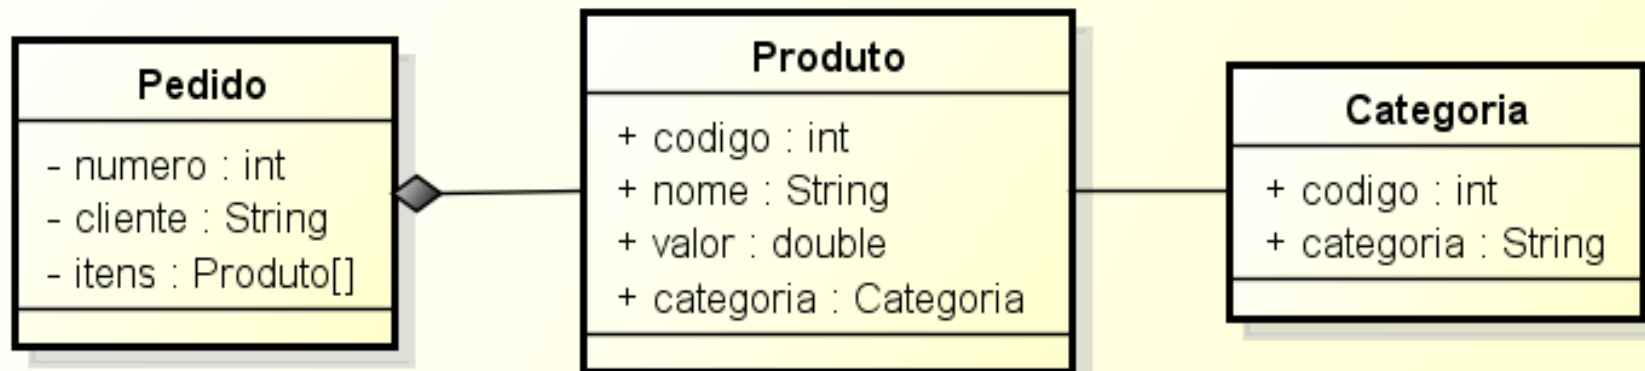 Pedido
- numero : int
- cliente : String
- itens : Produto[]
Produto
+ codigo : int
+ nome : String
+ valor : double
+ categoria : Categoria
Categoria
+ codigo : int
+ categoria : String